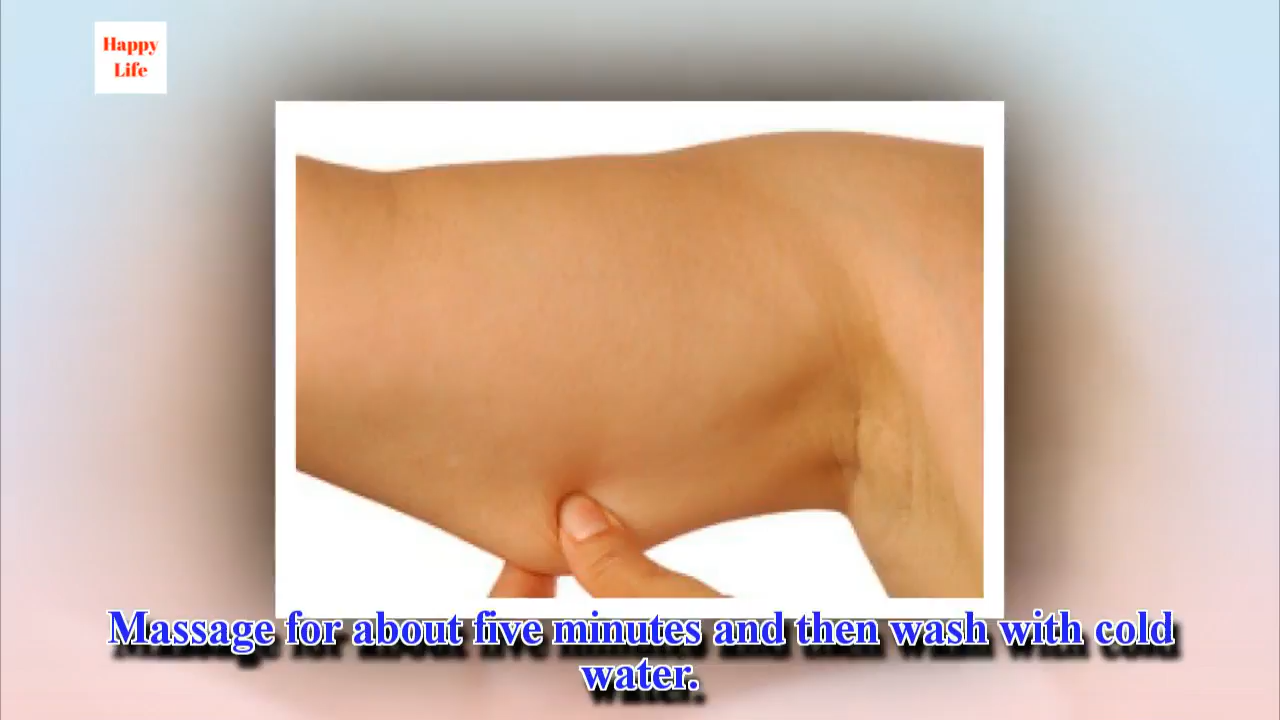 Happy
Life
Massage for about five minutes and then wash with cold
water.